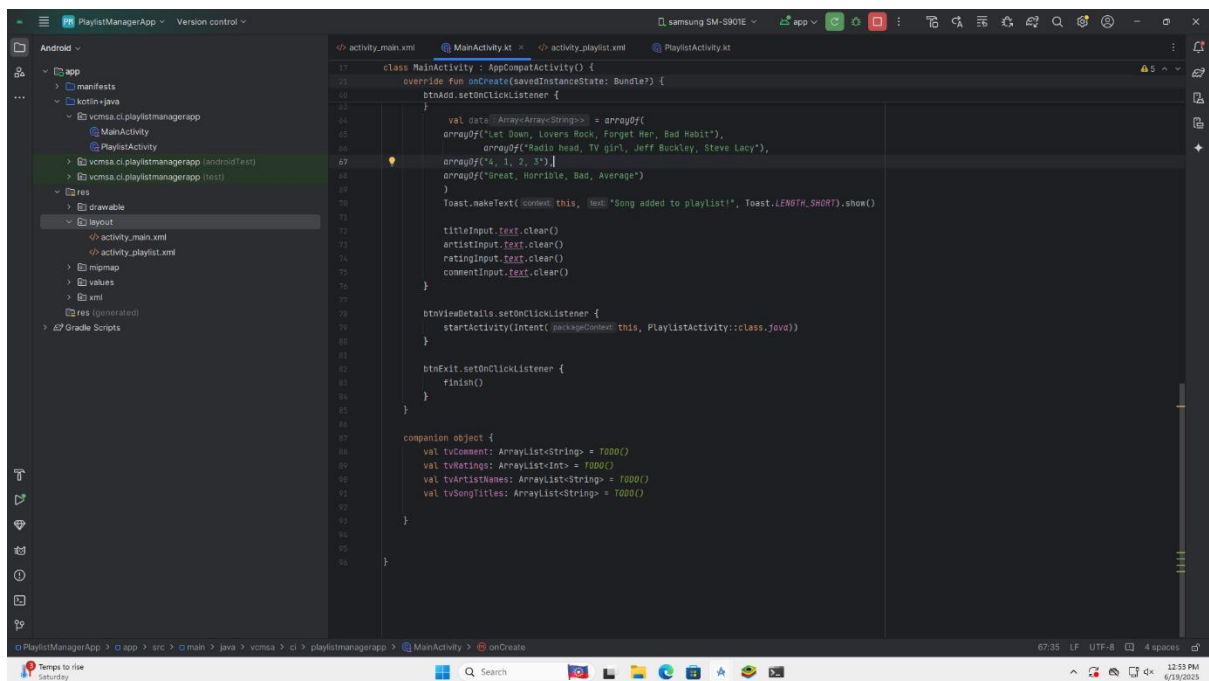 PM PlaylistManagerApp Version control samsung SM-S901E app
Android
activity_main.xml MainActivity.kt activity_playlist.xml PlaylistActivity.kt
app
manifests
kotlin+java
vcmsa.ci.playlistmanagerapp
MainActivity
PlaylistActivity
vcmsa.ci.playlistmanagerapp (androidTest)
vcmsa.ci.playlistmanagerapp (test)
res
drawable
layout
activity_main.xml
activity_playlist.xml
mipmap
values
xml
res (generated)
Gradle Scripts
17 class MainActivity : AppCompatActivity() { 5
21 override fun onCreate(savedInstanceState: Bundle?) {
40 btnAdd.setOnClickListener {
63 }
64 val data : Array<Array<String>> = arrayOf(
65 arrayOf("Let Down, Lovers Rock, Forget Her, Bad Habit"),
66 arrayOf("Radio head, TV girl, Jeff Buckley, Steve Lacy"),
67 arrayOf("4, 1, 2, 3"),
68 arrayOf("Great, Horrible, Bad, Average")
69 )
70 Toast.makeText( context: this, text: "Song added to playlist!", Toast.LENGTH_SHORT).show()
71
72 titleInput.text.clear()
73 artistInput.text.clear()
74 ratingInput.text.clear()
75 commentInput.text.clear()
76 }
77
78 btnViewDetails.setOnClickListener {
79 startActivity(Intent( packageContext: this, PlaylistActivity::class.java))
80 }
81
82 btnExit.setOnClickListener {
83 finish()
84 }
85 }
86
87 companion object {
88 val tvComment: ArrayList<String> = TODO()
89 val tvRatings: ArrayList<Int> = TODO()
90 val tvArtistNames: ArrayList<String> = TODO()
91 val tvSongTitles: ArrayList<String> = TODO()
92
93 }
94
95
96 }
PlaylistManagerApp > app > src > main > java > vcmsa > ci > playlistmanagerapp > MainActivity > onCreate 67:35 LF UTF-8 4 spaces
3 Temps to rise
Saturday
Search
12:53 PM
6/19/2025